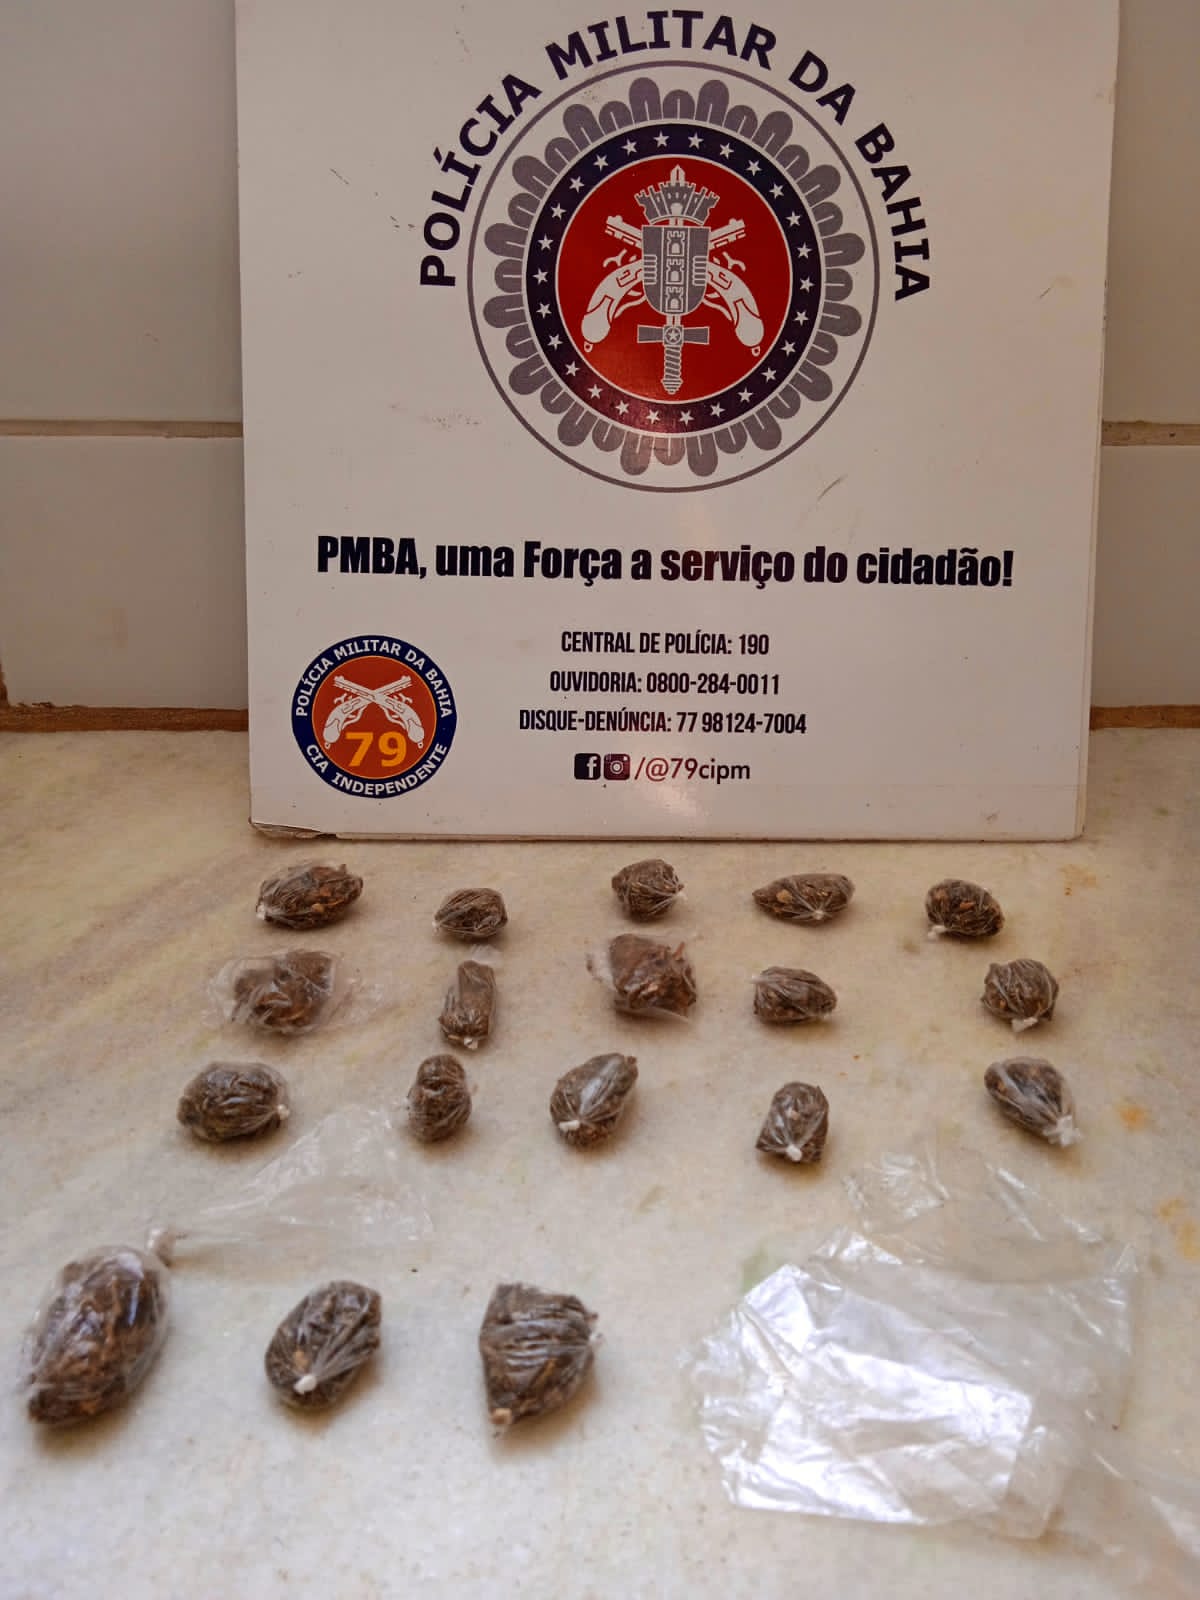 POLÍCIA MILITAR DA BAHIA
PMBA, uma Força a serviço do cidadão!
CENTRAL DE POLÍCIA: 190
OUVIDORIA: 0800-284-0011
DISQUE-DENÚNCIA: 77 98124-7004
/@79cipm
POLÍCIA MILITAR DA BAHIA
79
CIA INDEPENDENTE